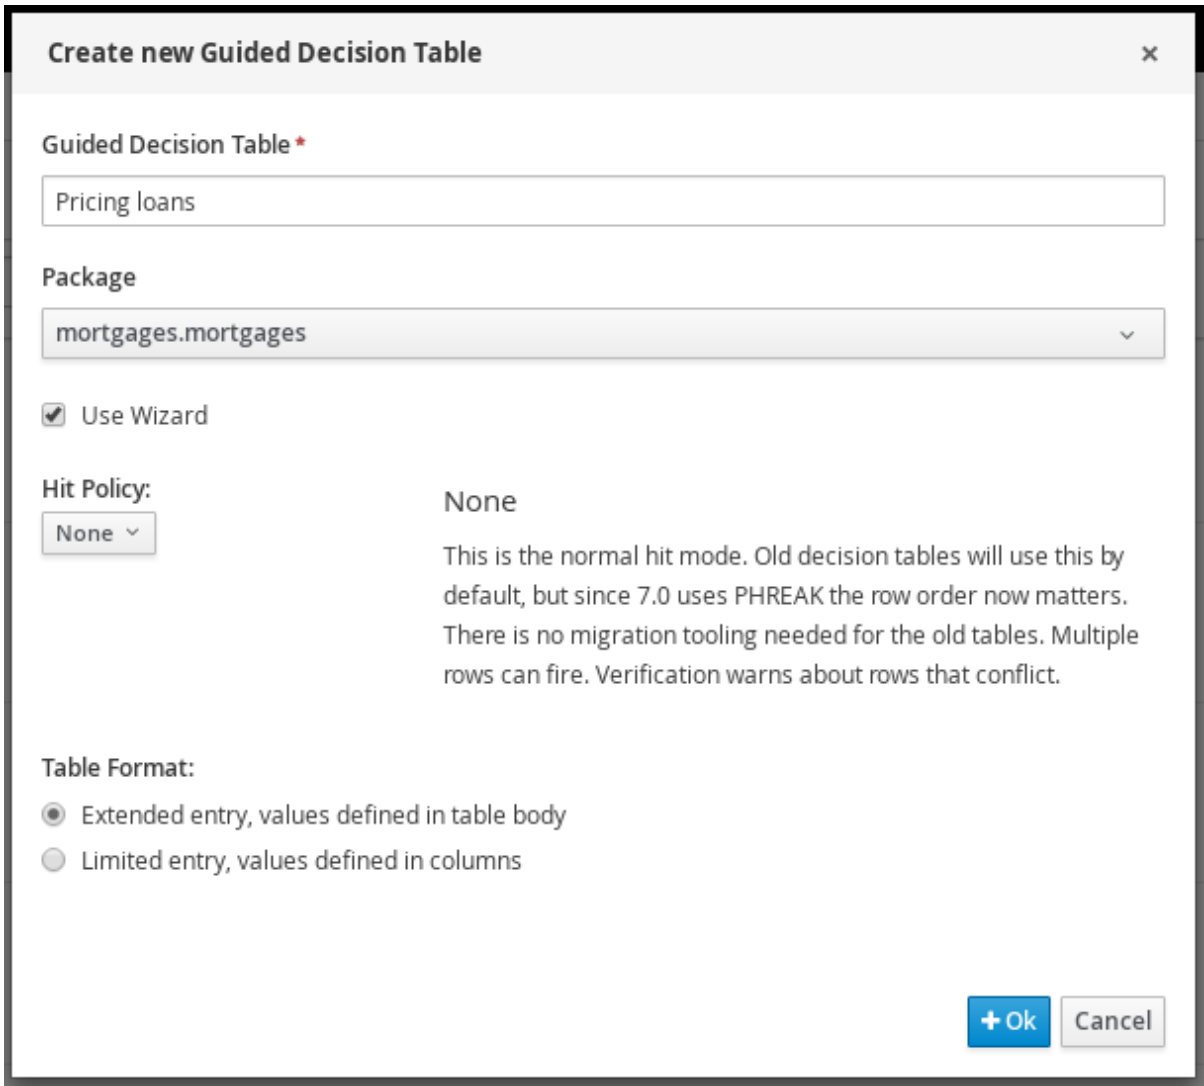 Create new Guided Decision Table
×
Guided Decision Table*
Pricing loans
Package
mortgages.mortgages
Use Wizard
Hit Policy:
None
None
This is the normal hit mode. Old decision tables will use this by
default, but since 7.0 uses PHREAK the row order now matters.
There is no migration tooling needed for the old tables. Multiple
rows can fire. Verification warns about rows that conflict.
Table Format:
Extended entry, values defined in table body
Limited entry, values defined in columns
+ Ok
Cancel